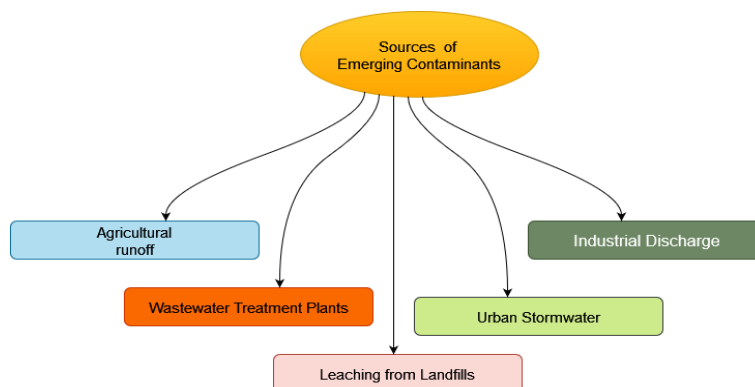 Sources of
Emerging Contaminants
Agricultural
runoff
Industrial Discharge
Wastewater Treatment Plants
Urban Stormwater
Leaching from Landfills